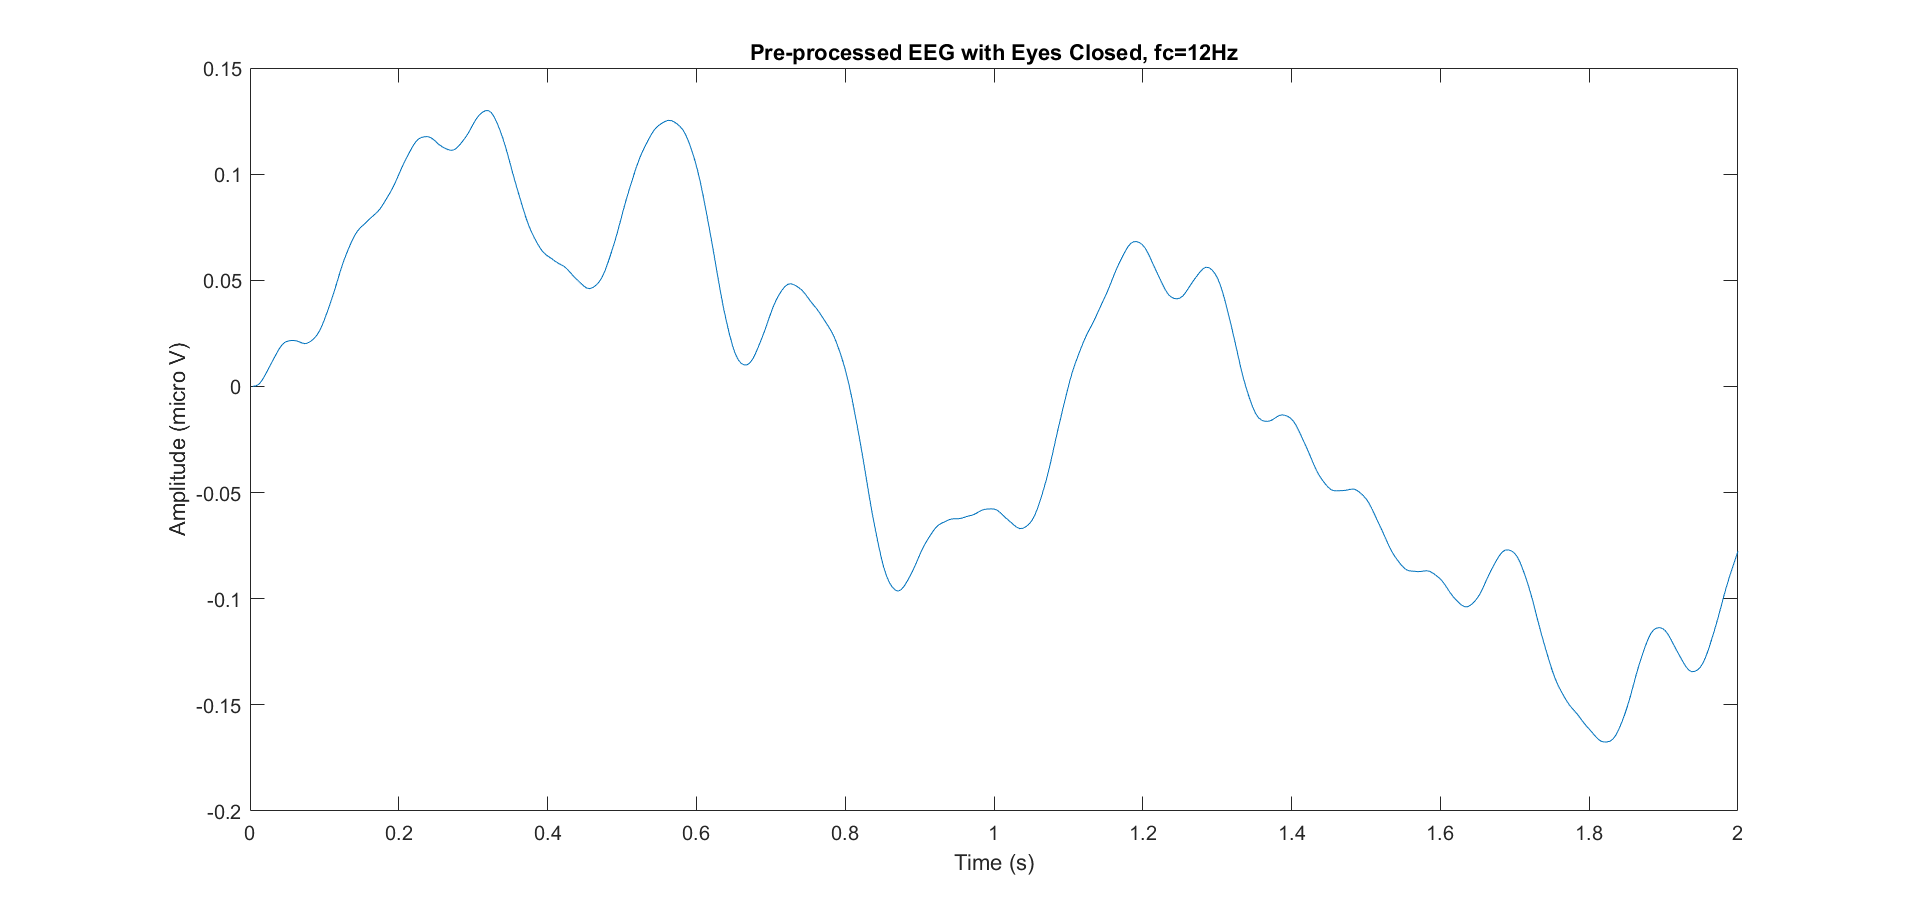 Pre-processed EEG with Eyes Closed, fc=12Hz
0.15
0.1
0.05
0
-0.05
-0.1
-0.15
-0.2
Amplitude (micro V)
0 0.2 0.4 0.6 0.8 1 1.2 1.4 1.6 1.8 2
Time (s)